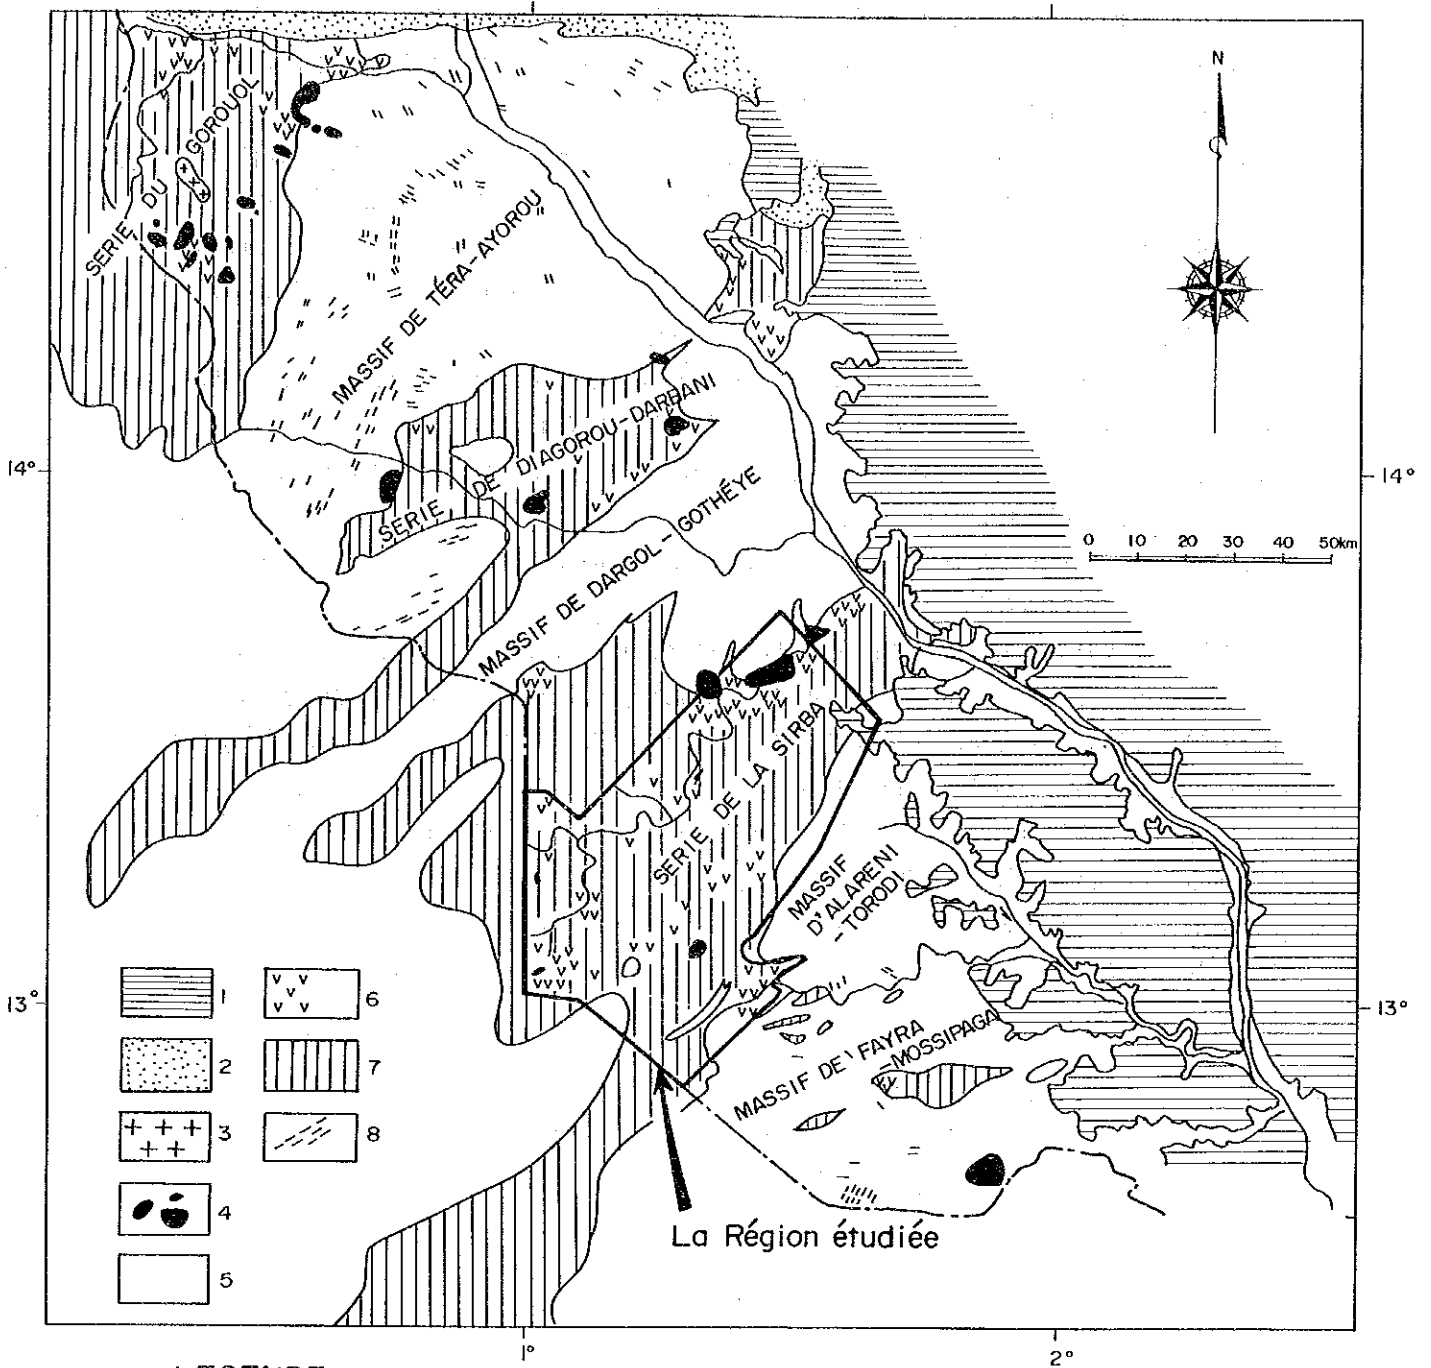 N
SERIE DU GOROUOL
MASSIF DE TÉRA-AYOROU
SERIE DE DIAGOROU-DARBANI
14°
14°
MASSIF DE DARGOL-GOTHÉYE
0 10 20 30 40 50km
SERIE DE LA SIRBA
MASSIF
D'ALARENI
-TORODI
13°
13°
MASSIF DE FAYRA
-MOSSIPAGA
1
2
3
4
5
6
7
8
La Région étudiée
1°
2°